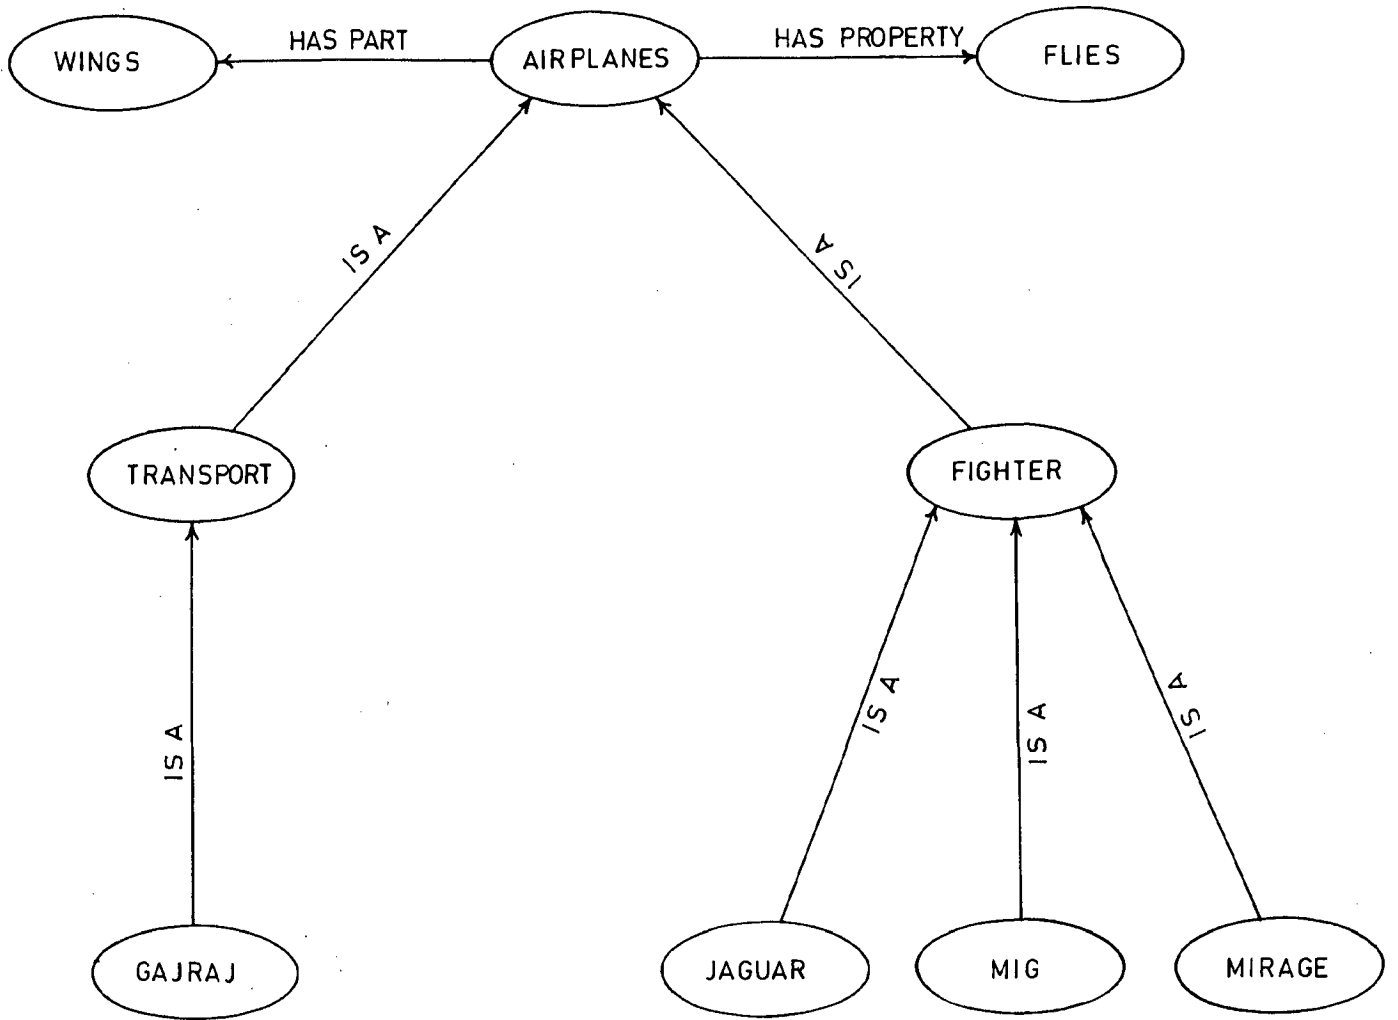 WINGS
HAS PART
AIRPLANES
HAS PROPERTY
FLIES
IS A
IS A
TRANSPORT
FIGHTER
IS A
IS A
IS A
IS A
GAJRAJ
JAGUAR
MIG
MIRAGE